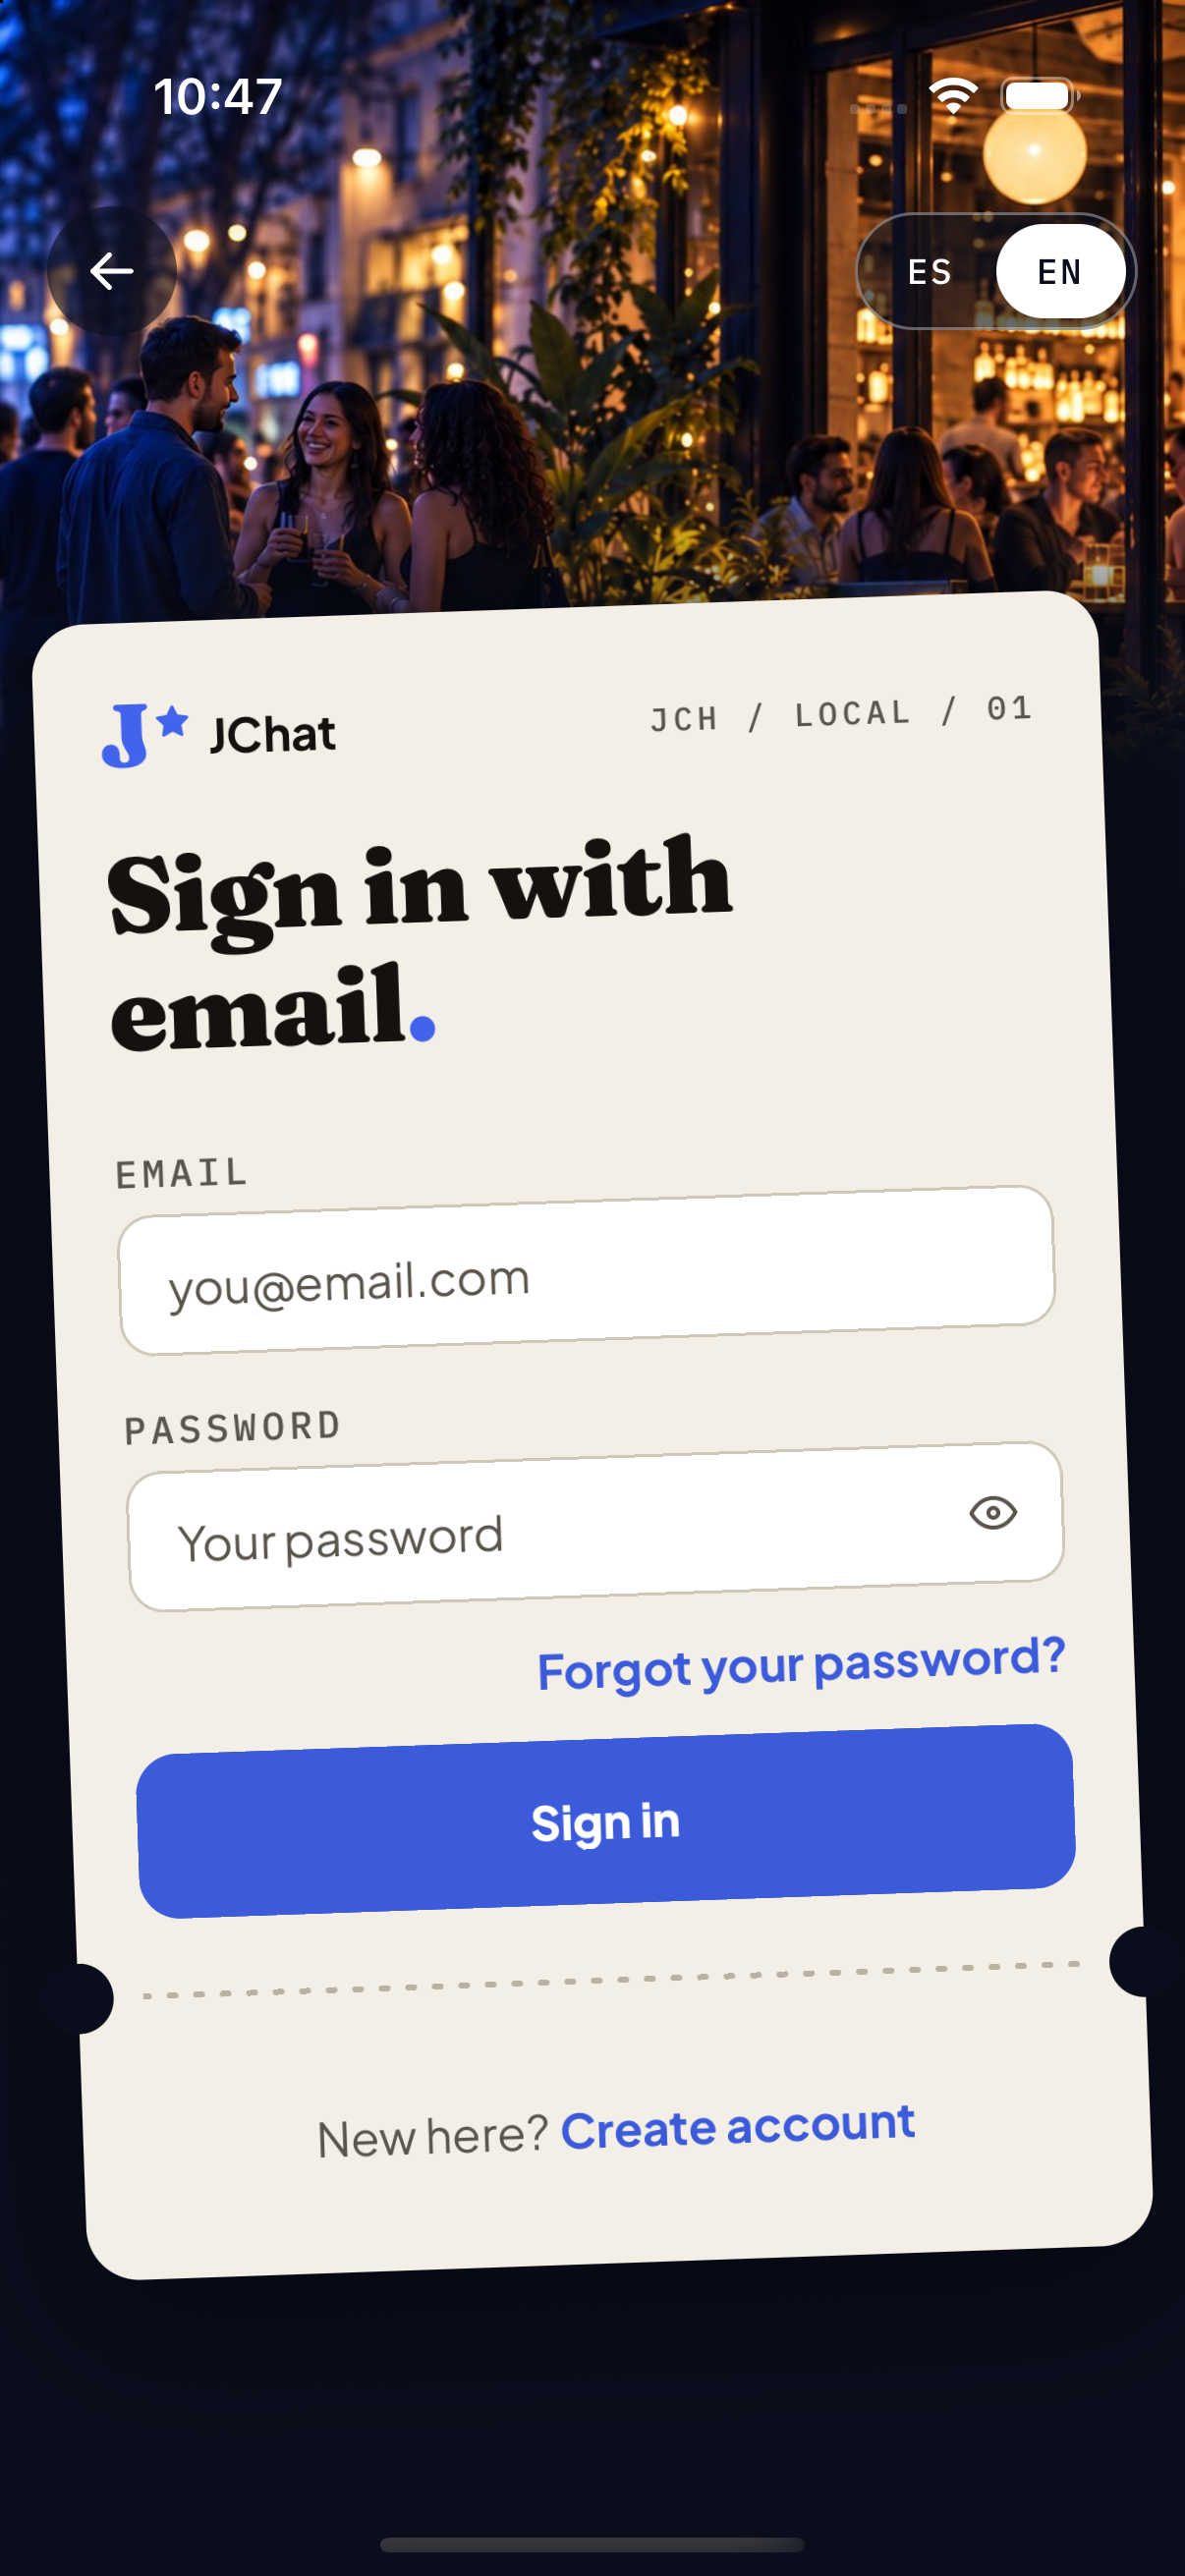 10:47
ES EN
J JChat
JCH / LOCAL / 01
Sign in with
email.
EMAIL
you@email.com
PASSWORD
Your password
Forgot your password?
Sign in
New here? Create account